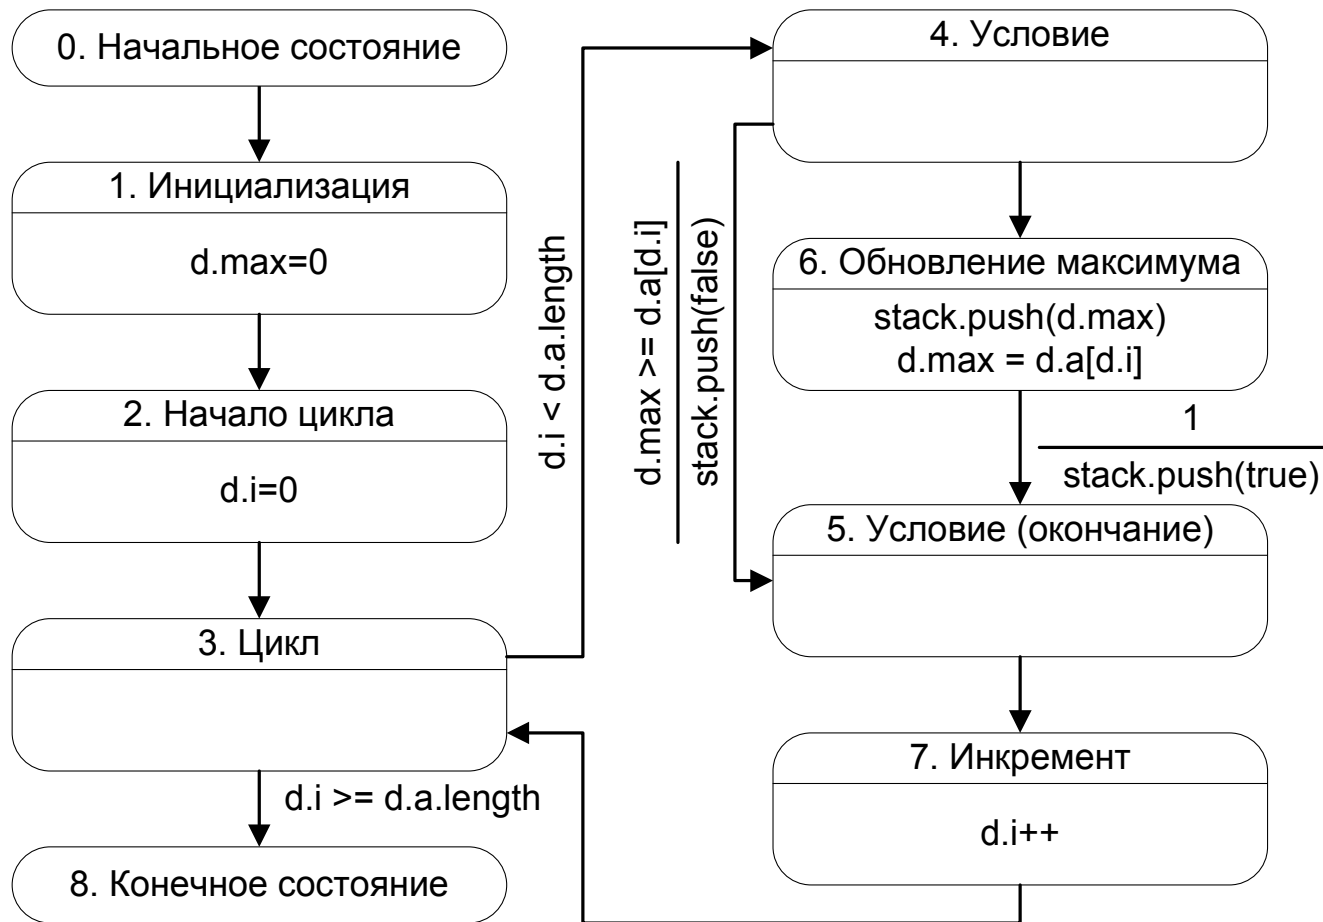 0. Начальное состояние
1. Инициализация
d.max=0
2. Начало цикла
d.i=0
3. Цикл
d.i >= d.a.length
8. Конечное состояние
d.i < d.a.length
4. Условие
d.max >= d.a[d.i]
stack.push(false)
6. Обновление максимума
stack.push(d.max)
d.max = d.a[d.i]
1
stack.push(true)
5. Условие (окончание)
7. Инкремент
d.i++